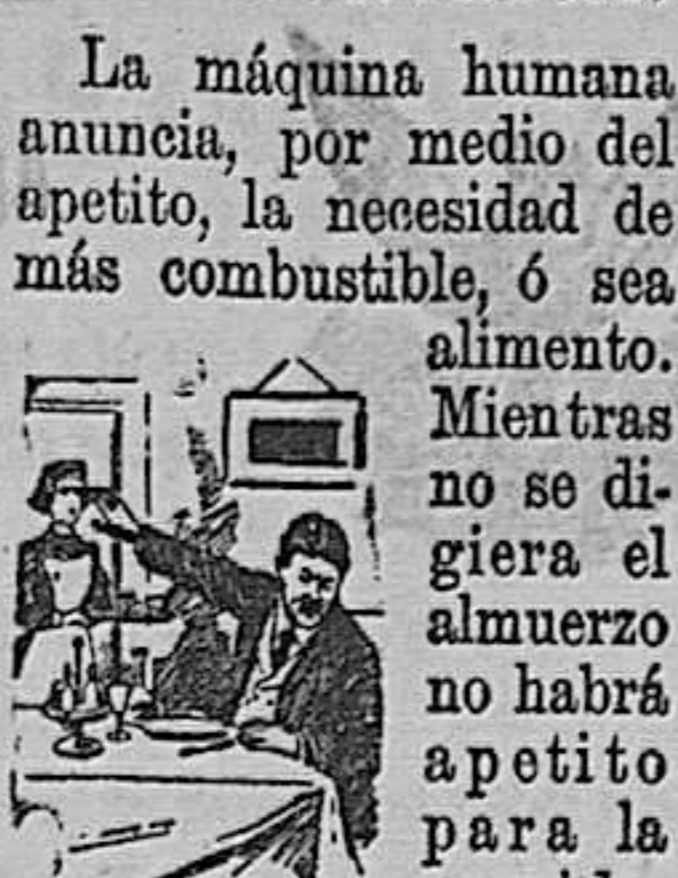 La máquina humana
anuncia, por medio del
apetito, la necesidad de
más combustible, ó sea
alimento.
Mientras
no se di-
giera el
almuerzo
no habrá
apetito
para la